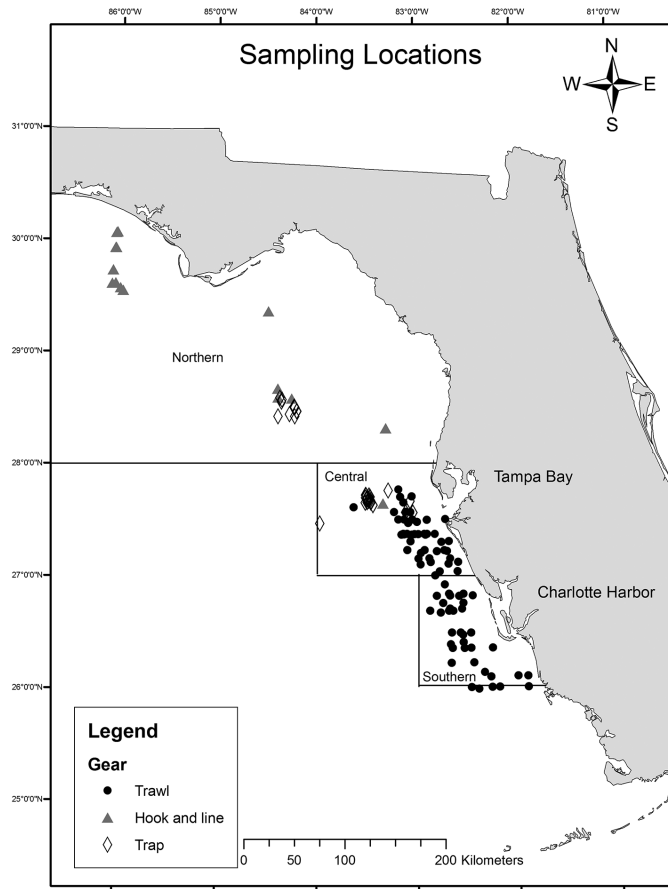 86°0'0"W 85°0'0"W 84°0'0"W 83°0'0"W 82°0'0"W 81°0'0"W
Sampling Locations
N
W E
S
31°0'0"N
30°0'0"N
29°0'0"N
Northern
28°0'0"N
Central
Tampa Bay
27°0'0"N
Charlotte Harbor
Southern
26°0'0"N
25°0'0"N
Legend
Gear
Trawl
Hook and line
Trap
0 50 100 200 Kilometers